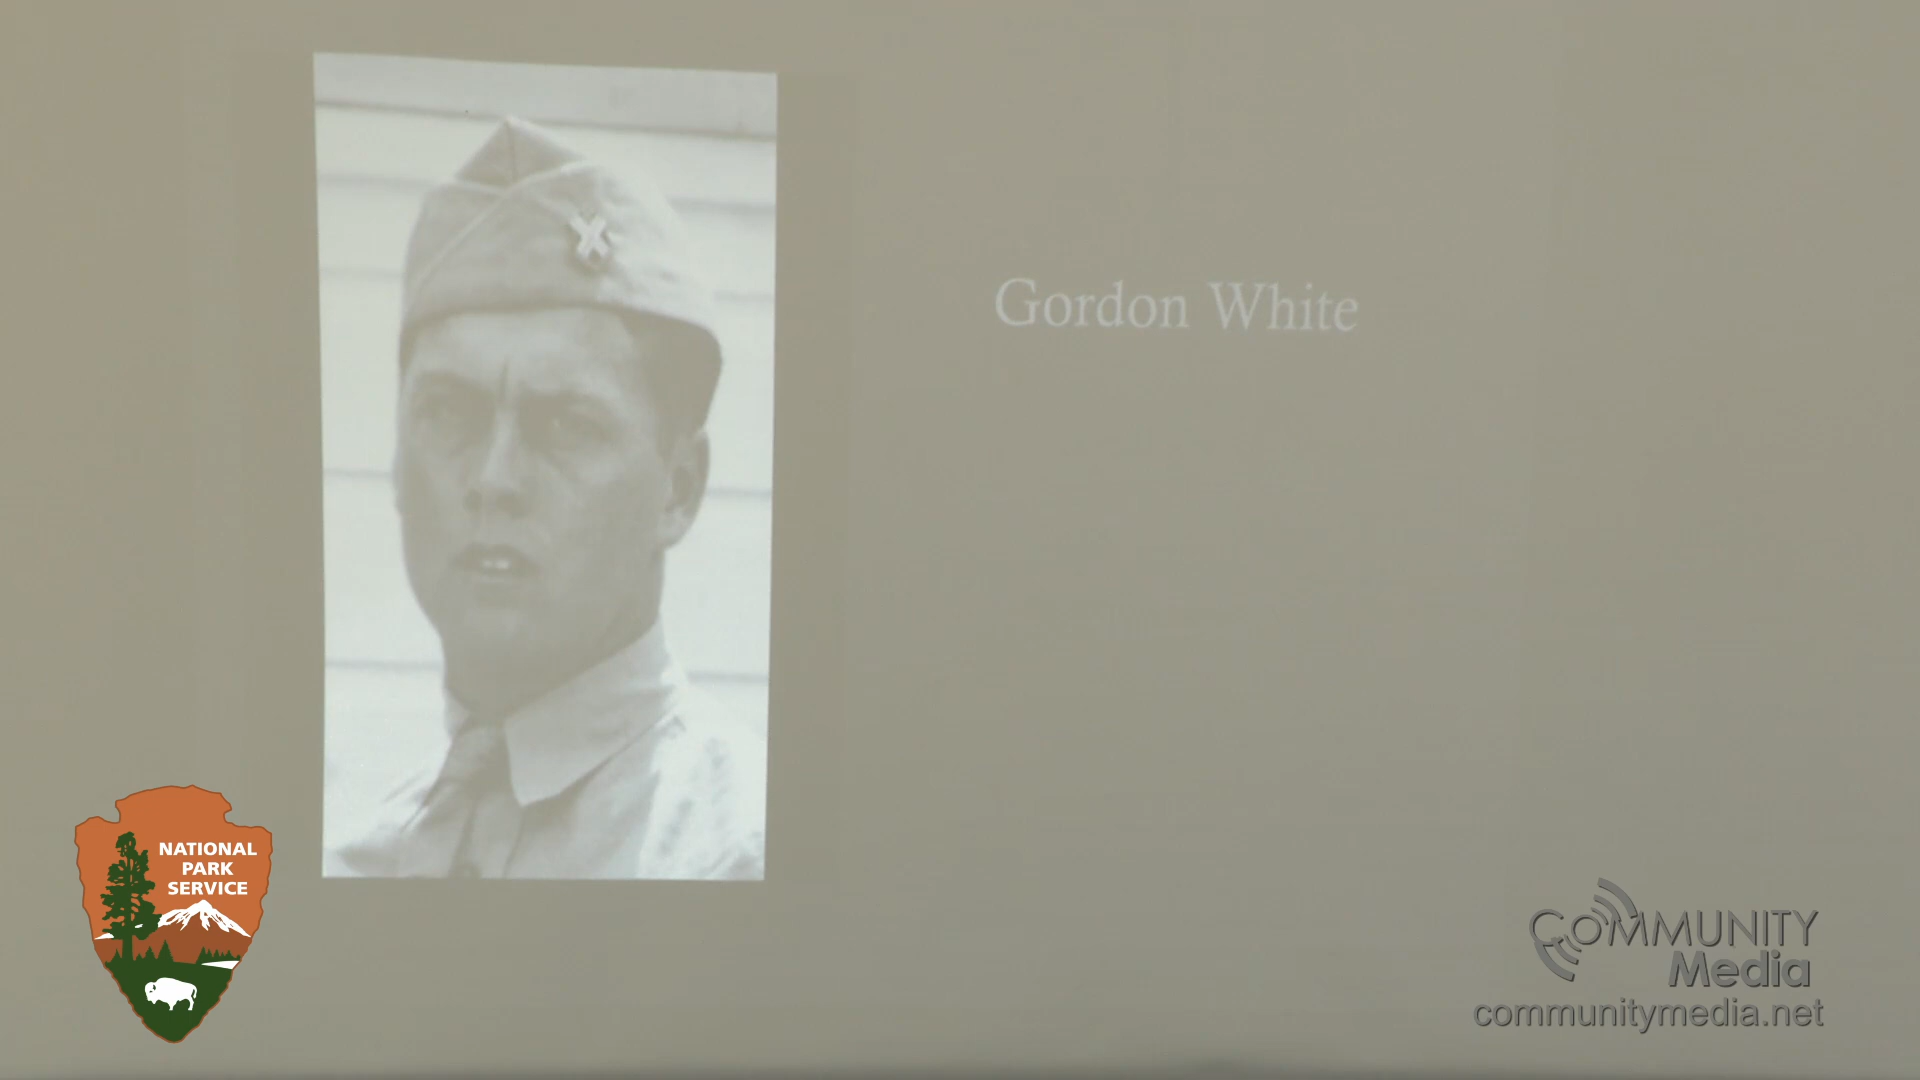 Gordon White
NATIONAL
PARK
SERVICE
COMMUNITY
Media
communitymedia.net